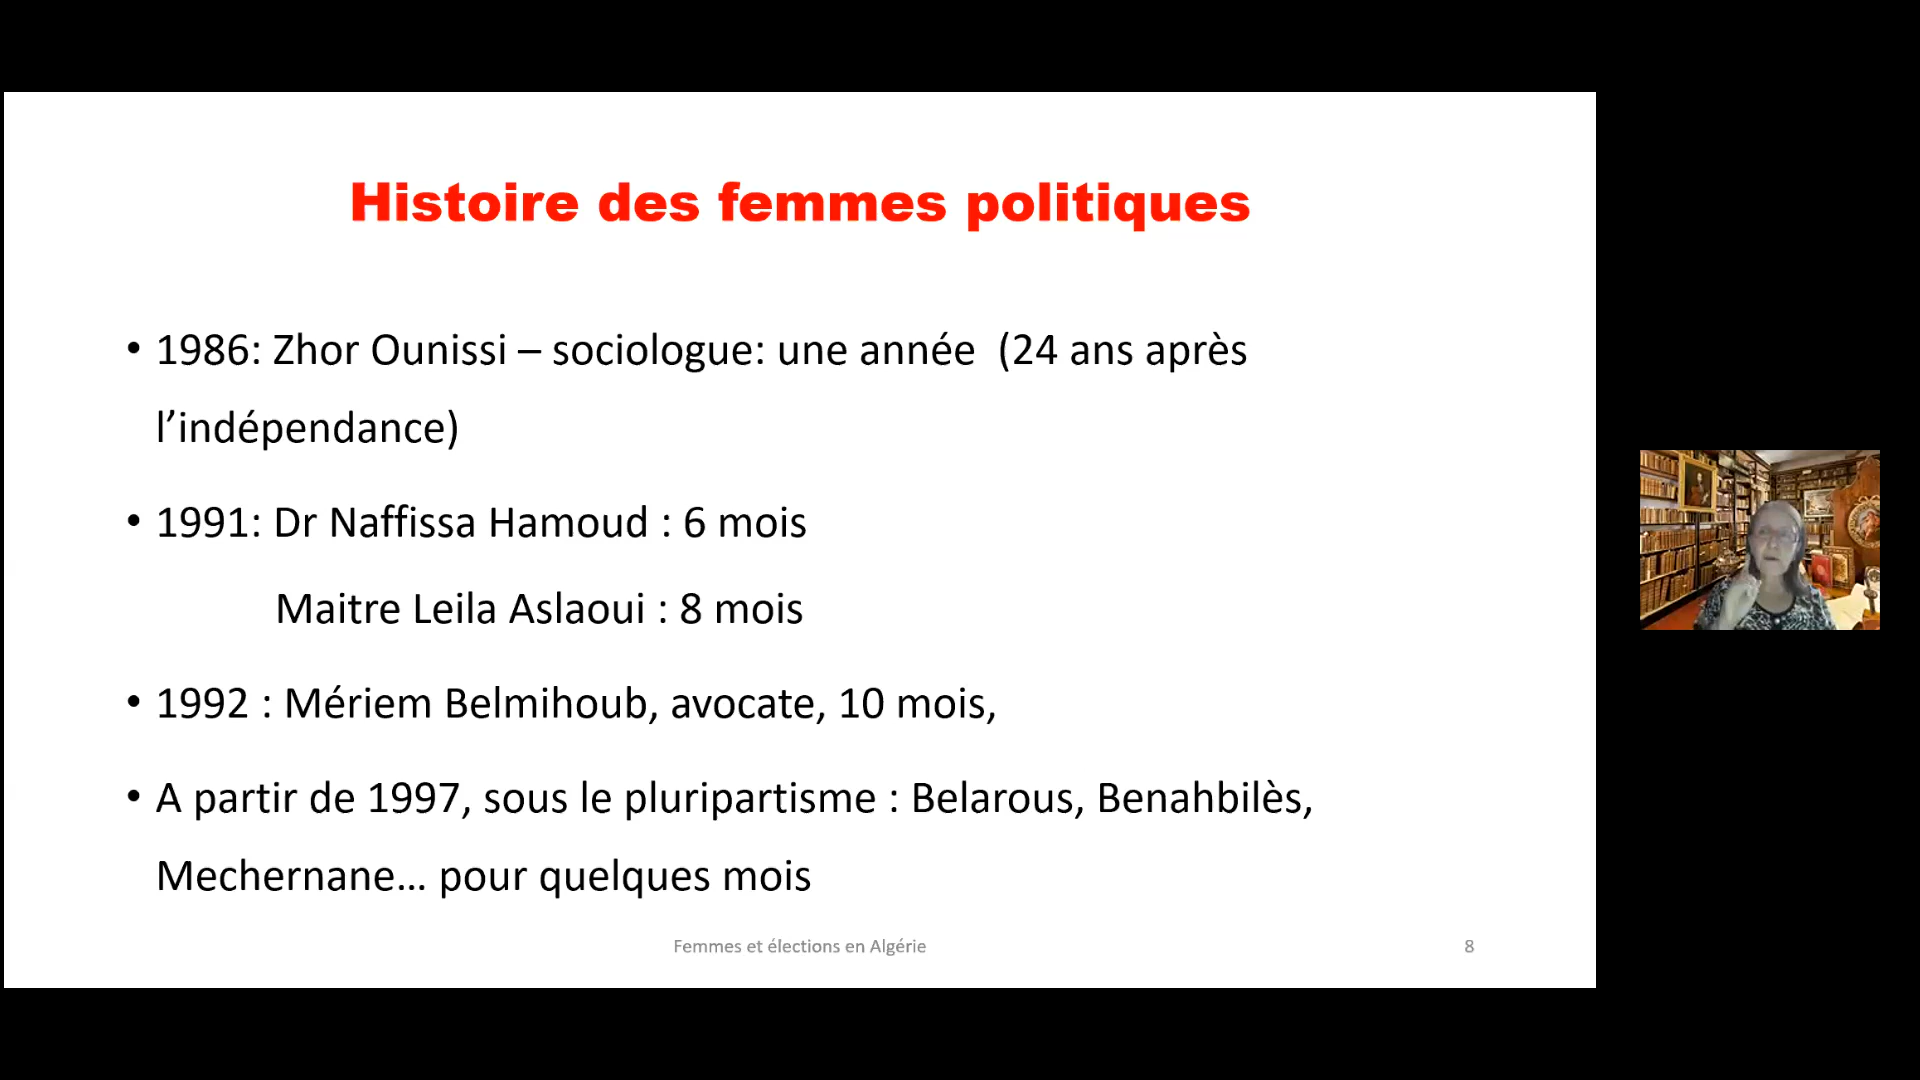 Histoire des femmes politiques
• 1986: Zhor Ounissi – sociologue: une année (24 ans après
l’indépendance)
• 1991: Dr Naffissa Hamoud : 6 mois
Maitre Leila Aslaoui : 8 mois
• 1992 : Mériem Belmihoub, avocate, 10 mois,
• A partir de 1997, sous le pluripartisme : Belarous, Benahbilès,
Mechernane... pour quelques mois
Femmes et élections en Algérie
8